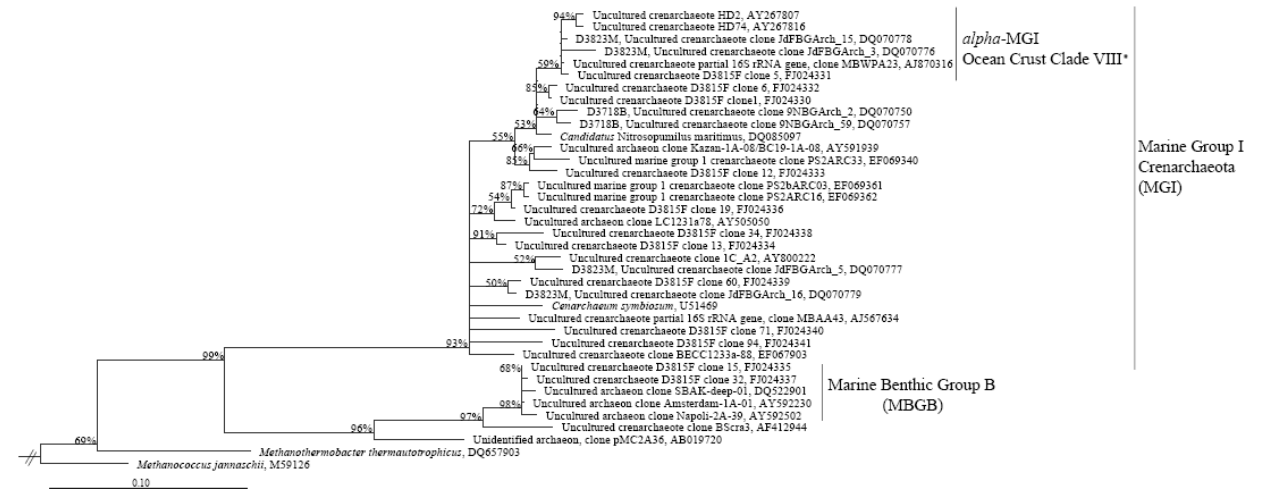 94%
Uncultured crenarchaeote HD2, AY267807
Uncultured crenarchaeote HD74, AY267816
D3823M, Uncultured crenarchaeote clone JdFBGArch_15, DQ070778
D3823M, Uncultured crenarchaeote clone JdFBGArch_3, DQ070776
59%
Uncultured crenarchaeote partial 16S rRNA gene, clone MBWPA23, AJ870316
Uncultured crenarchaeote D3815F clone 5, FJ024331
alpha-MGI
Ocean Crust Clade VIII*
85%
Uncultured crenarchaeote D3815F clone 6, FJ024332
Uncultured crenarchaeote D3815F clone1, FJ024330
64%
D3718B, Uncultured crenarchaeote clone 9NBGArch_2, DQ070750
53%
D3718B, Uncultured crenarchaeote clone 9NBGArch_59, DQ070757
55%
Candidatus Nitrosopumilus maritimus, DQ085097
66%
Uncultured archaeon clone Kazan-1A-08/BC19-1A-08, AY591939
85%
Uncultured marine group 1 crenarchaeote clone PS2ARC33, EF069340
Uncultured crenarchaeote D3815F clone 12, FJ024333
Marine Group I
Crenarchaeota
(MGI)
87%
Uncultured marine group 1 crenarchaeote clone PS2bARC03, EF069361
54%
Uncultured marine group 1 crenarchaeote clone PS2ARC16, EF069362
72%
Uncultured crenarchaeote D3815F clone 19, FJ024336
Uncultured archaeon clone LC1231a78, AY505050
91%
Uncultured crenarchaeote D3815F clone 34, FJ024338
Uncultured crenarchaeote D3815F clone 13, FJ024334
52%
Uncultured crenarchaeote clone 1C_A2, AY800222
D3823M, Uncultured crenarchaeote clone JdFBGArch_5, DQ070777
50%
Uncultured crenarchaeote D3815F clone 60, FJ024339
D3823M, Uncultured crenarchaeote clone JdFBGArch_16, DQ070779
Cenarchaeum symbiosum, U51469
Uncultured crenarchaeote partial 16S rRNA gene, clone MBAA43, AJ567634
Uncultured crenarchaeote D3815F clone 71, FJ024340
93%
Uncultured crenarchaeote D3815F clone 94, FJ024341
Uncultured crenarchaeote clone BECC1233a-88, EF067903
99%
68%
Uncultured crenarchaeote D3815F clone 15, FJ024335
Uncultured crenarchaeote D3815F clone 32, FJ024337
Uncultured archaeon clone SBAK-deep-01, DQ522901
98%
Uncultured archaeon clone Amsterdam-1A-01, AY592230
97%
Uncultured archaeon clone Napoli-2A-39, AY592502
Marine Benthic Group B
(MBGB)
96%
Uncultured crenarchaeote clone BScra3, AF412944
69%
Unidentified archaeon, clone pMC2A36, AB019720
Methanothermobacter thermautotrophicus, DQ657903
Methanococcus jannaschii, M59126
0.10